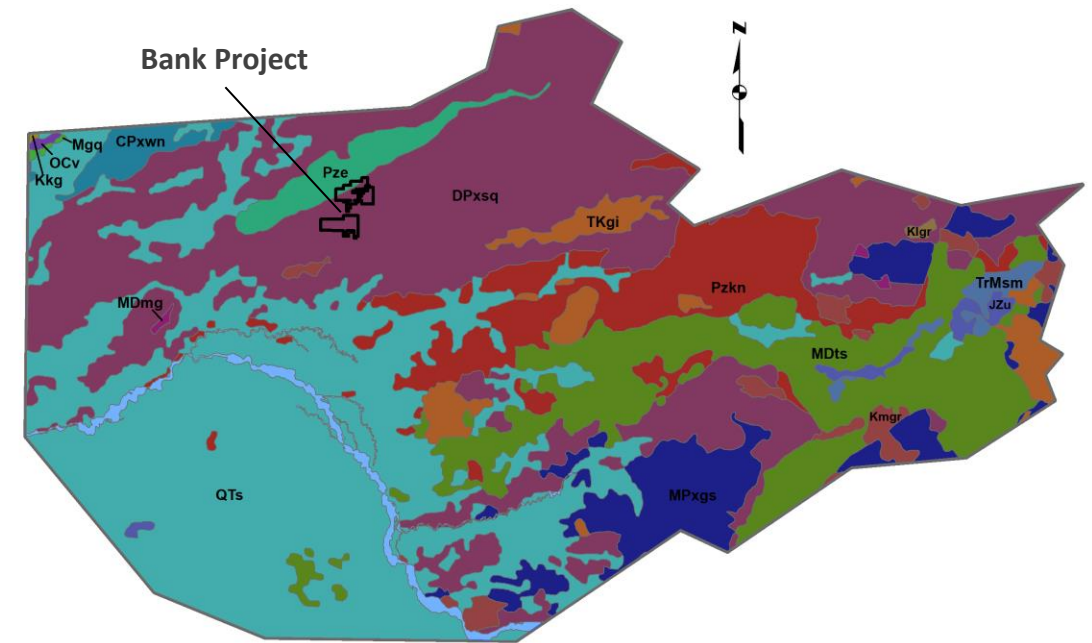 Bank Project
N
Mgq
CPxwn
OCv
Kkg
Pze
DPxsq
TKgi
Klgr
TrMsm
JZu
Pzkn
MDmg
MDts
Kmgr
QTs
MPxgs